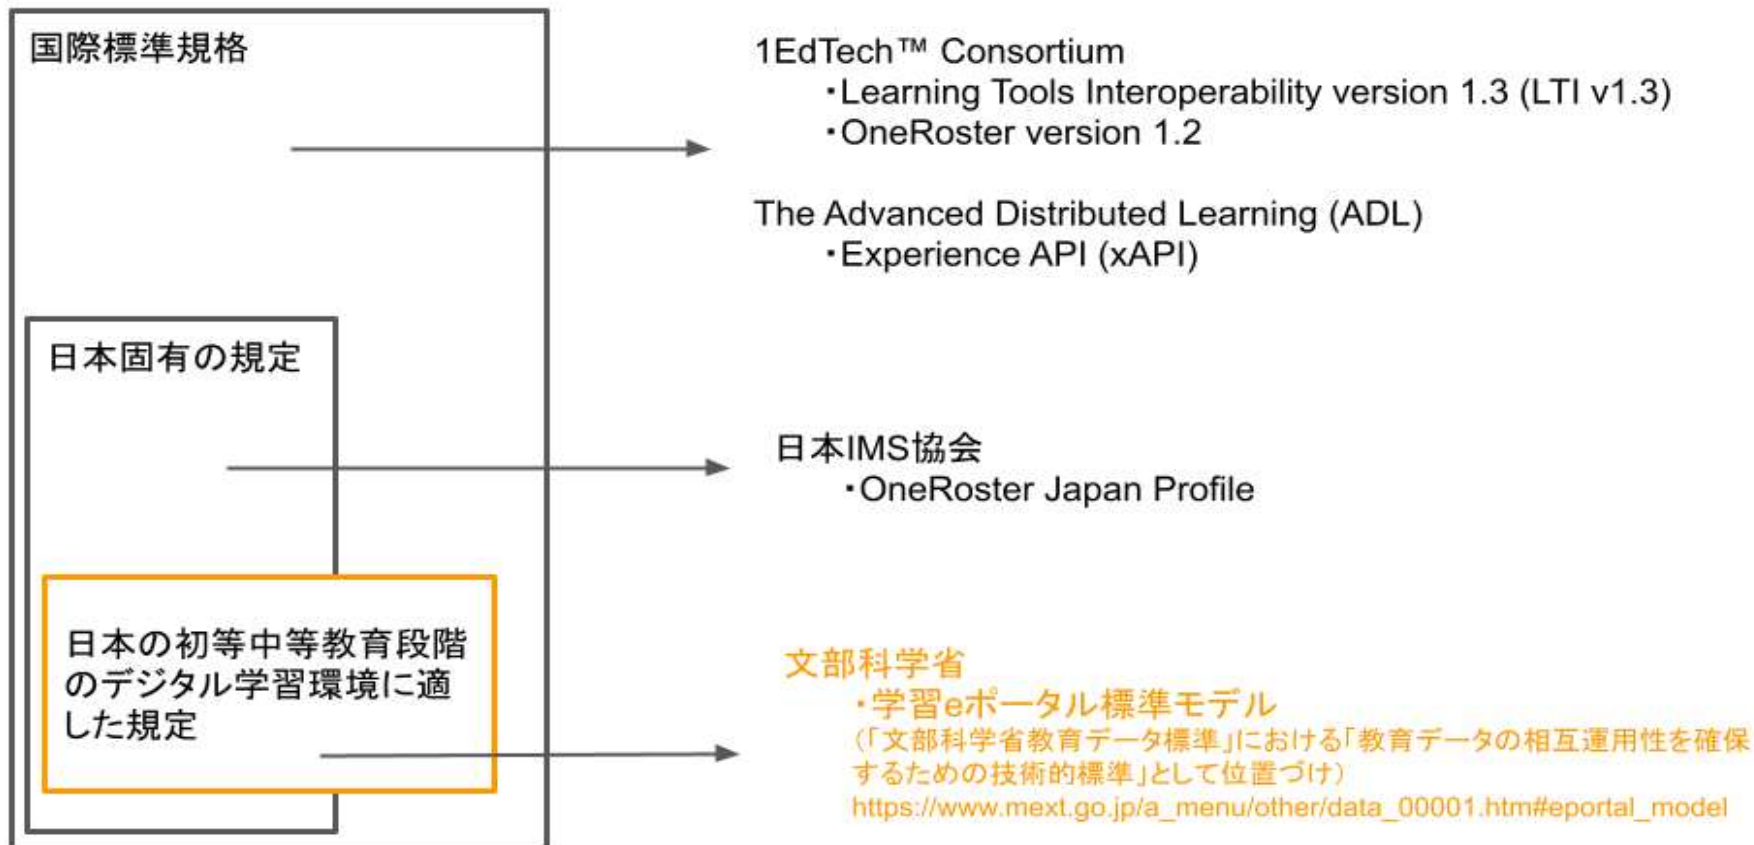 国際標準規格
1EdTech™ Consortium
・Learning Tools Interoperability version 1.3 (LTI v1.3)
・OneRoster version 1.2
The Advanced Distributed Learning (ADL)
・Experience API (xAPI)
日本固有の規定
日本IMS協会
・OneRoster Japan Profile
日本の初等中等教育段階
のデジタル学習環境に適
した規定
文部科学省
・学習eポータル標準モデル
（「文部科学省教育データ標準」における「教育データの相互運用性を確保
するための技術的標準」として位置づけ）
https://www.mext.go.jp/a_menu/other/data_00001.htm#eportal_model